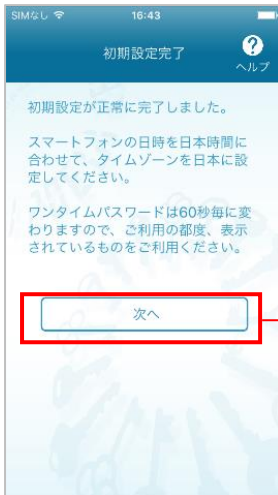 SIMなし 16:43
初期設定完了
ヘルプ
初期設定が正常に完了しました。
スマートフォンの日時を日本時間に
合わせて、タイムゾーンを日本に設
定してください。
ワンタイムパスワードは60秒毎に変
わりますので、ご利用の都度、表示
されているものをご利用ください。
次へ